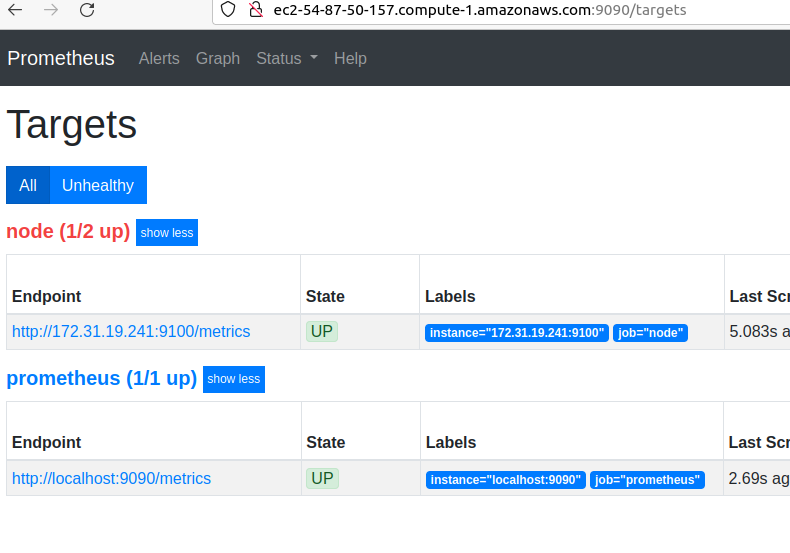 ec2-54-87-50-157.compute-1.amazonaws.com:9090/targets
Prometheus Alerts Graph Status Help
Targets
All Unhealthy
node (1/2 up) show less
Endpoint State Labels Last Scr
http://172.31.19.241:9100/metrics UP instance="172.31.19.241:9100" job="node" 5.083s a
prometheus (1/1 up) show less
Endpoint State Labels Last Scr
http://localhost:9090/metrics UP instance="localhost:9090" job="prometheus" 2.69s ag